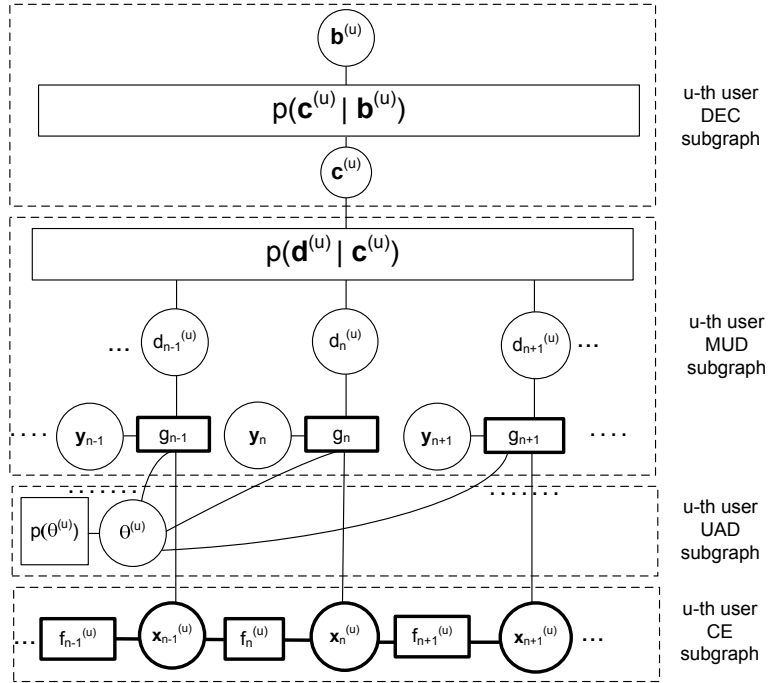 b(u)
p(c(u) | b(u))
c(u)
u-th user
DEC
subgraph
p(d(u) | c(u))
... dn-1(u) dn(u) dn+1(u) ...
u-th user
MUD
subgraph
.... yn-1 gn-1 yn gn yn+1 gn+1 ....
....... .......
p(θ(u)) θ(u)
u-th user
UAD
subgraph
... fn-1(u) xn-1(u) fn(u) xn(u) fn+1(u) xn+1(u) ...
u-th user
CE
subgraph